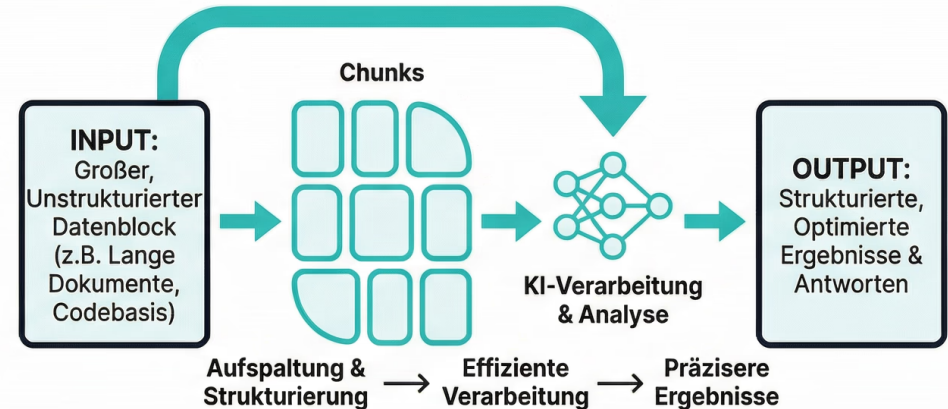 Chunks
INPUT:
Großer,
Unstrukturierter
Datenblock
(z.B. Lange
Dokumente,
Codebasis)
KI-Verarbeitung
& Analyse
OUTPUT:
Strukturierte,
Optimierte
Ergebnisse &
Antworten
Aufspaltung &
Strukturierung
Effiziente
Verarbeitung
Präzisere
Ergebnisse